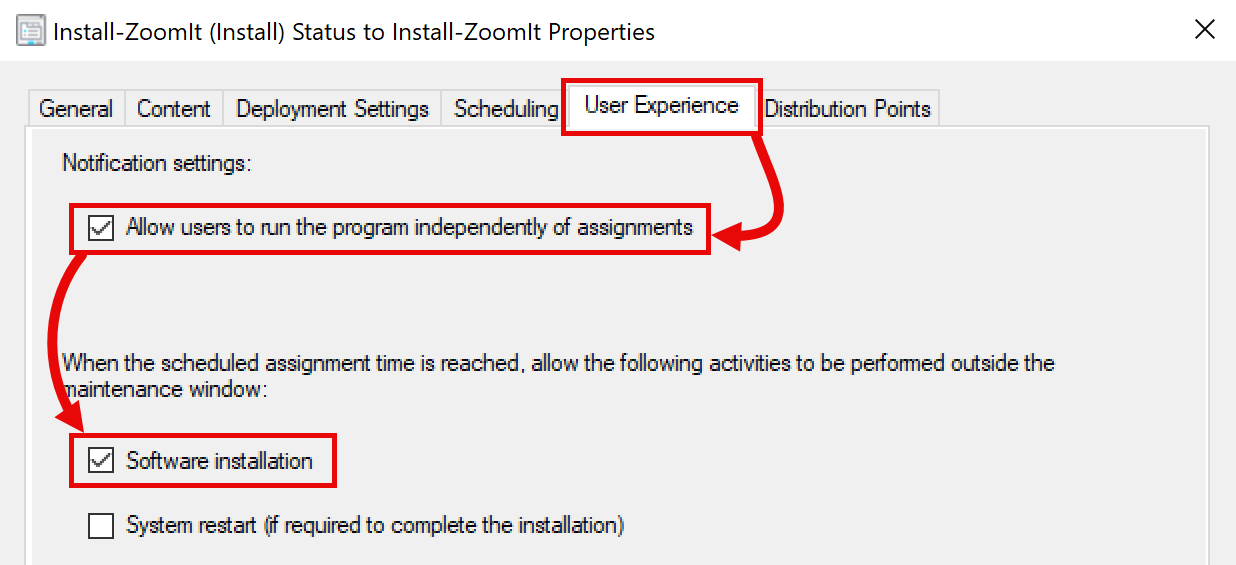 Install-ZoomIt (Install) Status to Install-ZoomIt Properties
General Content Deployment Settings Scheduling User Experience Distribution Points
Notification settings:
Allow users to run the program independently of assignments
When the scheduled assignment time is reached, allow the following activities to be performed outside the
maintenance window:
Software installation
System restart (if required to complete the installation)